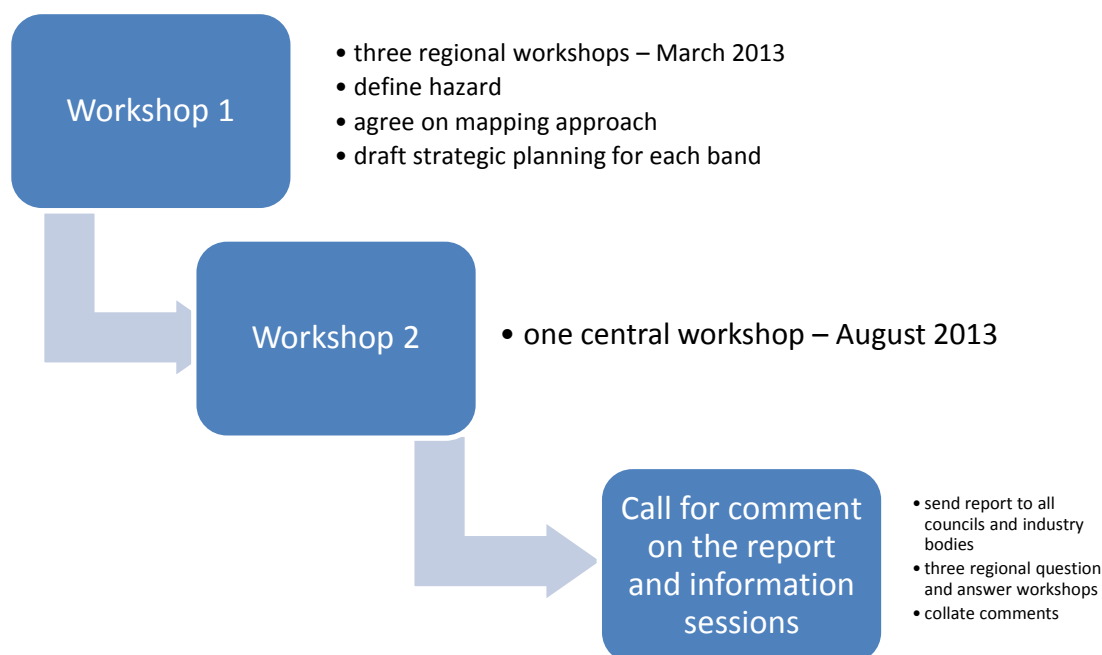 Workshop 1
• three regional workshops – March 2013
• define hazard
• agree on mapping approach
• draft strategic planning for each band
Workshop 2
• one central workshop – August 2013
Call for comment
on the report
and information
sessions
• send report to all
councils and industry
bodies
• three regional question
and answer workshops
• collate comments